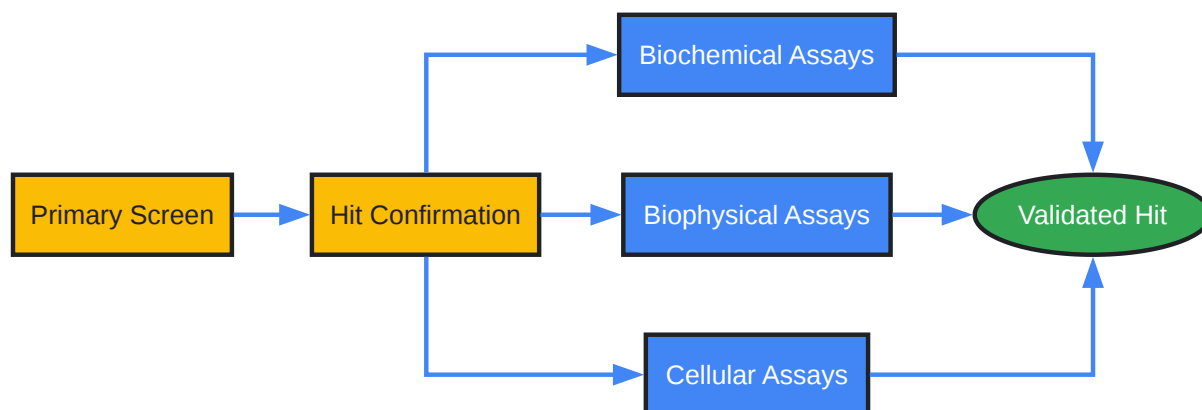 Primary Screen
Hit Confirmation
Biochemical Assays
Biophysical Assays
Cellular Assays
Validated Hit